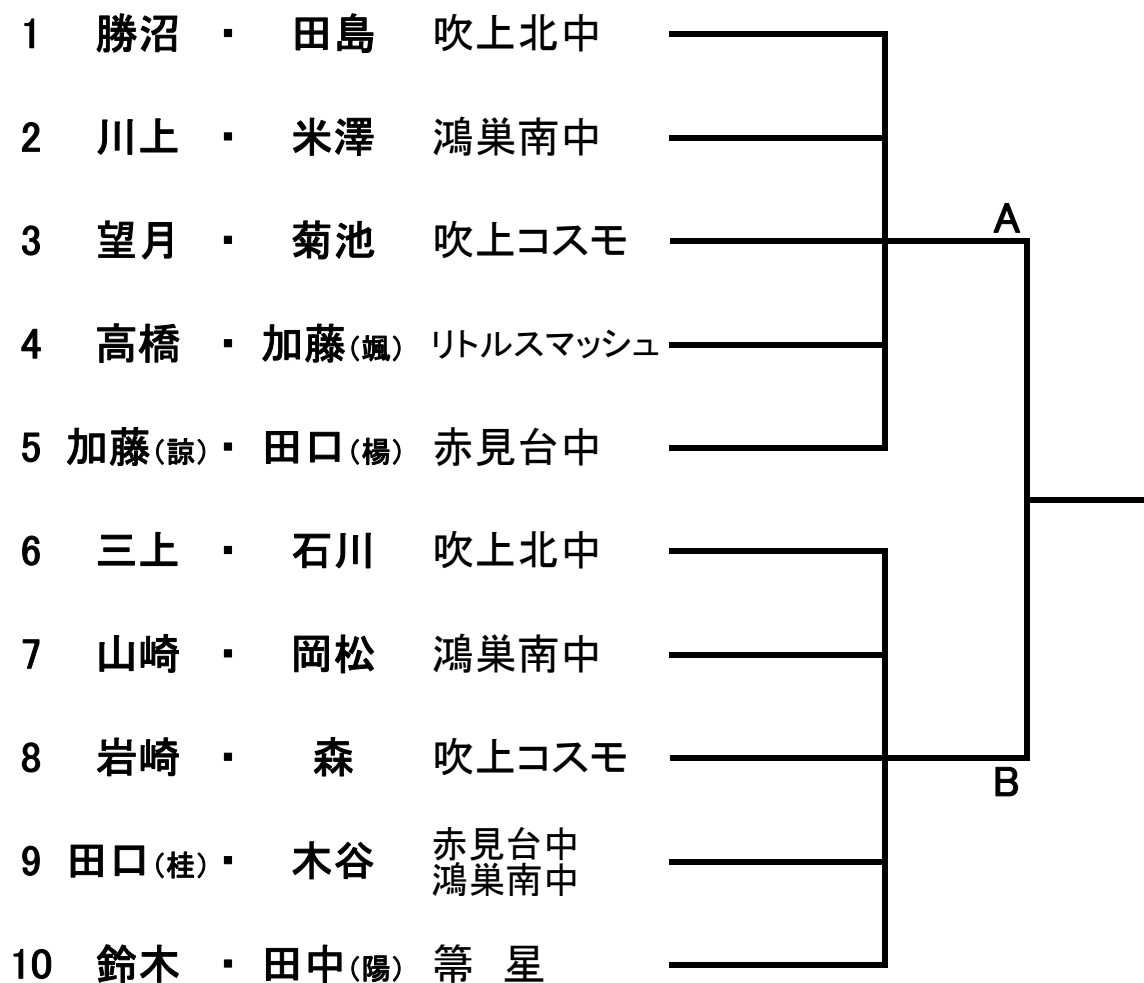 1 勝沼 ・ 田島 吹上北中
2 川上 ・ 米澤 鴻巣南中
A
3 望月 ・ 菊池 吹上コスモ
4 高橋 ・ 加藤(颯) リトルスマッシュ
5 加藤(諒) ・ 田口(楊) 赤見台中
6 三上 ・ 石川 吹上北中
7 山崎 ・ 岡松 鴻巣南中
8 岩崎 ・ 森 吹上コスモ
B
9 田口(桂) ・ 木谷 赤見台中
鴻巣南中
10 鈴木 ・ 田中(陽) 箒 星